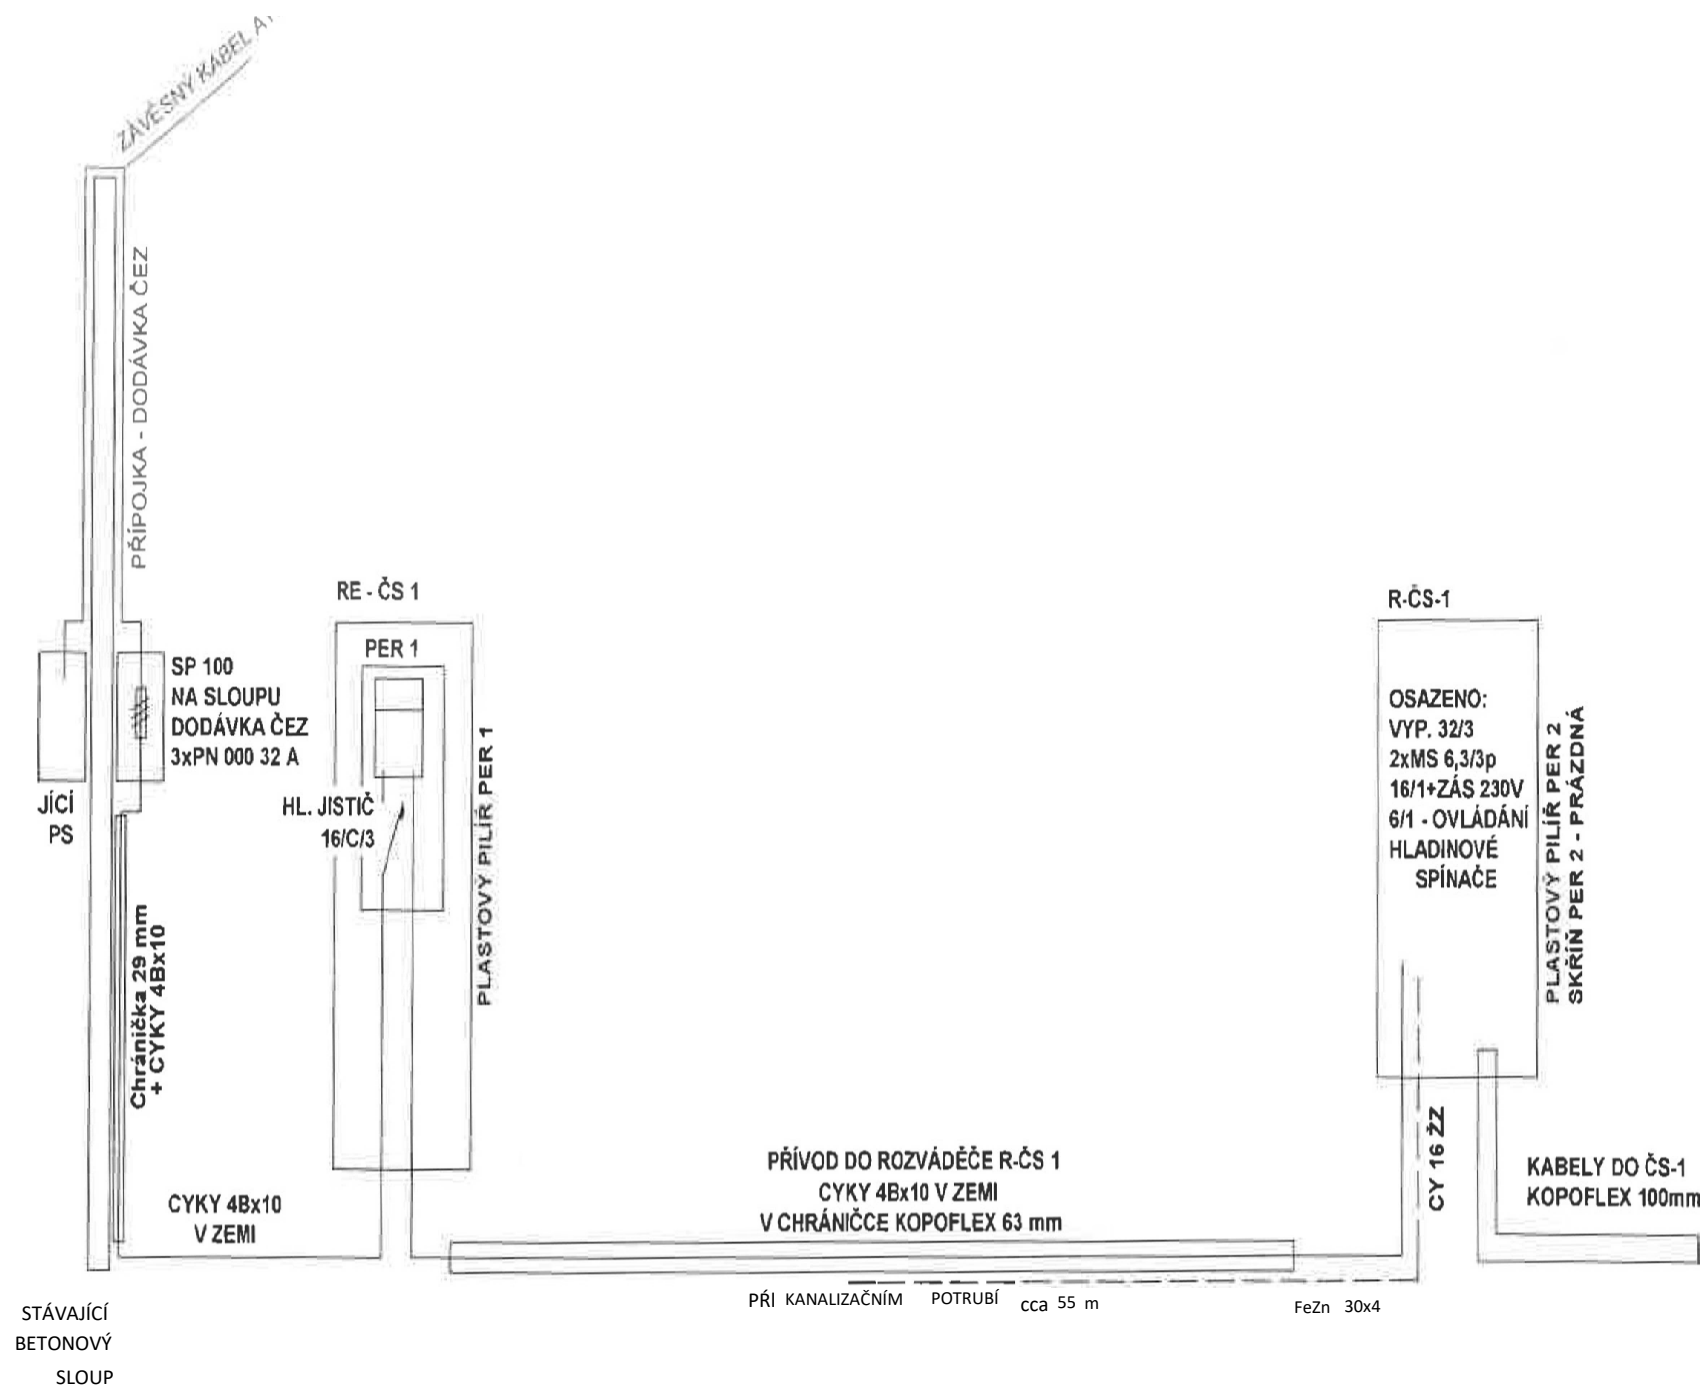 ZÁVĚSNÝ KABEL
PŘÍPOJKA - DODÁVKA ČEZ
SP 100
NA SLOUPU
DODÁVKA ČEZ
3xPN 000 32 A
JÍCÍ
PS
Chránička 29 mm
+ CYKY 4Bx10
CYKY 4Bx10
V ZEMI
STÁVAJÍCÍ
BETONOVÝ
SLOUP
RE - ČS 1
PER 1
HL. JISTIČ
16/C/3
PLASTOVÝ PILÍŘ PER 1
PŘÍVOD DO ROZVÁDĚČE R-ČS 1
CYKY 4Bx10 V ZEMI
V CHRÁNIČCE KOPOFLEX 63 mm
PŘI KANALIZAČNÍM POTRUBÍ cca 55 m
FeZn 30x4
R-ČS-1
OSAZENO:
VYP. 32/3
2xMS 6,3/3p
16/1+ZÁS 230V
6/1 - OVLÁDÁNÍ
HLADINOVÉ
SPÍNAČE
PLASTOVÝ PILÍŘ PER 2
SKŘÍŇ PER 2 - PRÁZDNÁ
CY 16 ŽZ
KABELY DO ČS-1
KOPOFLEX 100mm